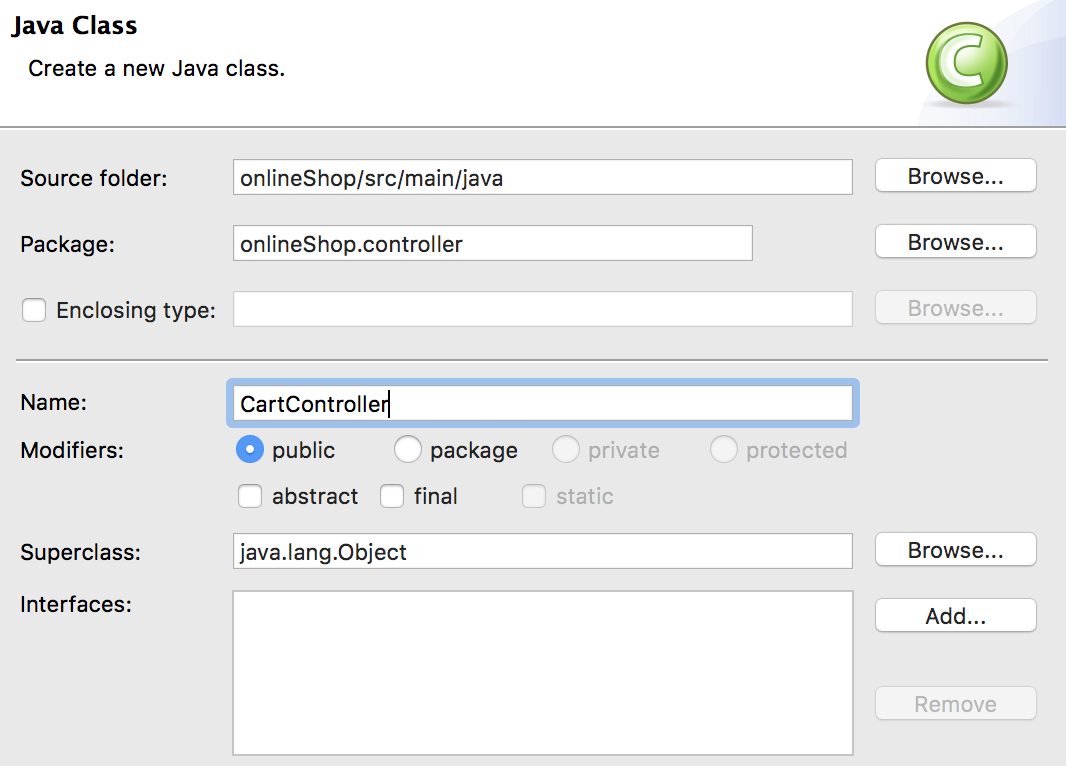 Java Class
Create a new Java class.
Source folder: onlineShop/src/main/java Browse...
Package: onlineShop.controller Browse...
Enclosing type: Browse...
Name: CartController
Modifiers: public package private protected
abstract final static
Superclass: java.lang.Object Browse...
Interfaces: Add...
Remove